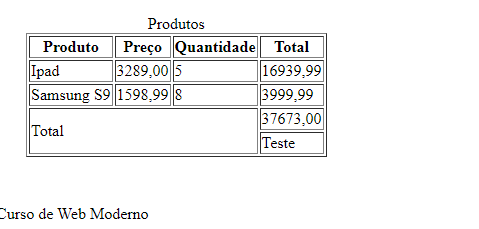 Produtos
Produto Preço Quantidade Total
Ipad 3289,00 5 16939,99
Samsung S9 1598,99 8 3999,99
Total 37673,00
Teste
Curso de Web Moderno